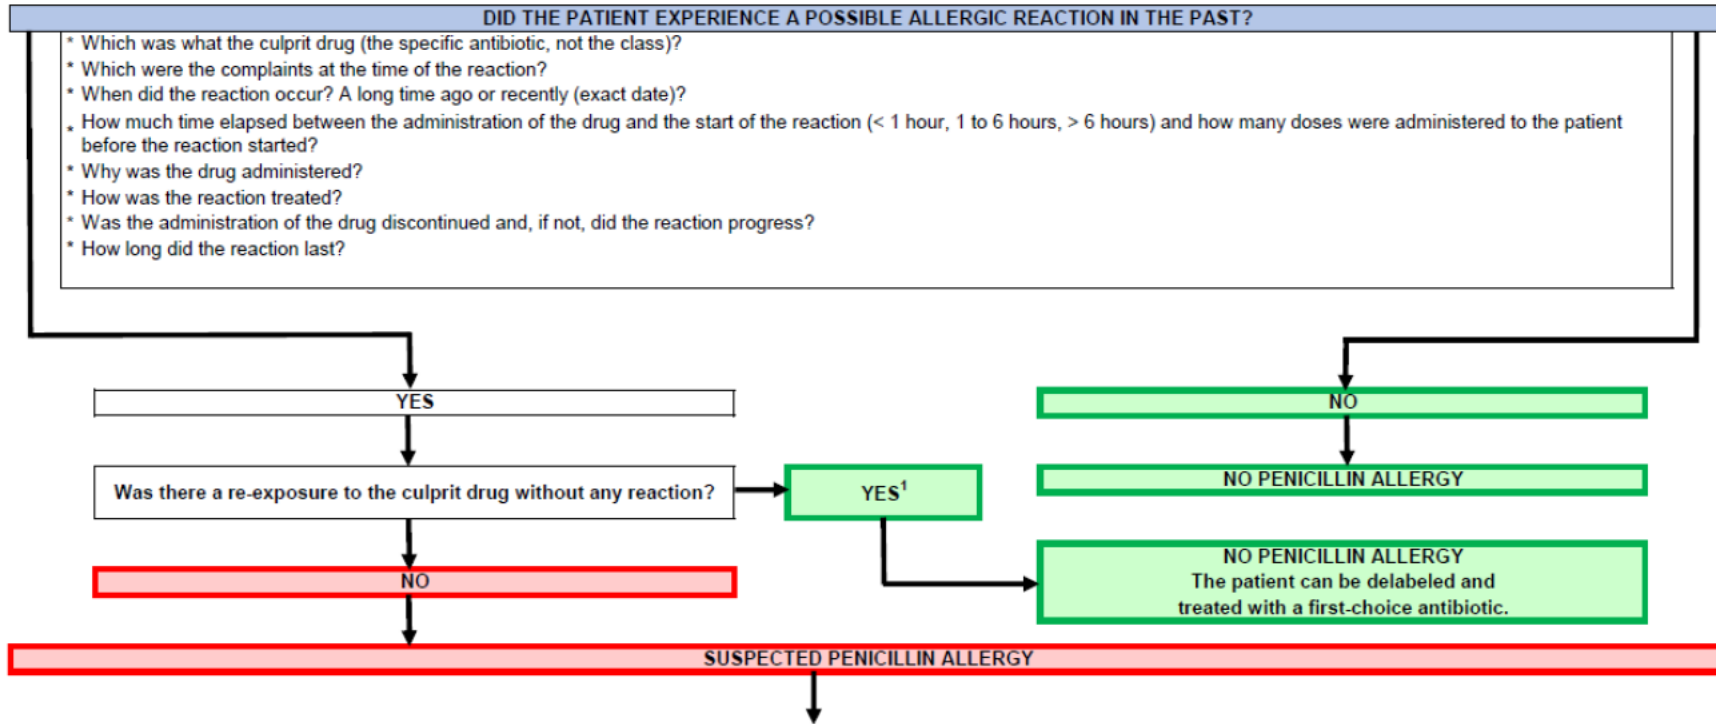 DID THE PATIENT EXPERIENCE A POSSIBLE ALLERGIC REACTION IN THE PAST?
* Which was what the culprit drug (the specific antibiotic, not the class)?
* Which were the complaints at the time of the reaction?
* When did the reaction occur? A long time ago or recently (exact date)?
* How much time elapsed between the administration of the drug and the start of the reaction (< 1 hour, 1 to 6 hours, > 6 hours) and how many doses were administered to the patient
before the reaction started?
* Why was the drug administered?
* How was the reaction treated?
* Was the administration of the drug discontinued and, if not, did the reaction progress?
* How long did the reaction last?
YES
NO
Was there a re-exposure to the culprit drug without any reaction?
YES¹
NO PENICILLIN ALLERGY
NO
NO PENICILLIN ALLERGY
The patient can be delabeled and
treated with a first-choice antibiotic.
SUSPECTED PENICILLIN ALLERGY